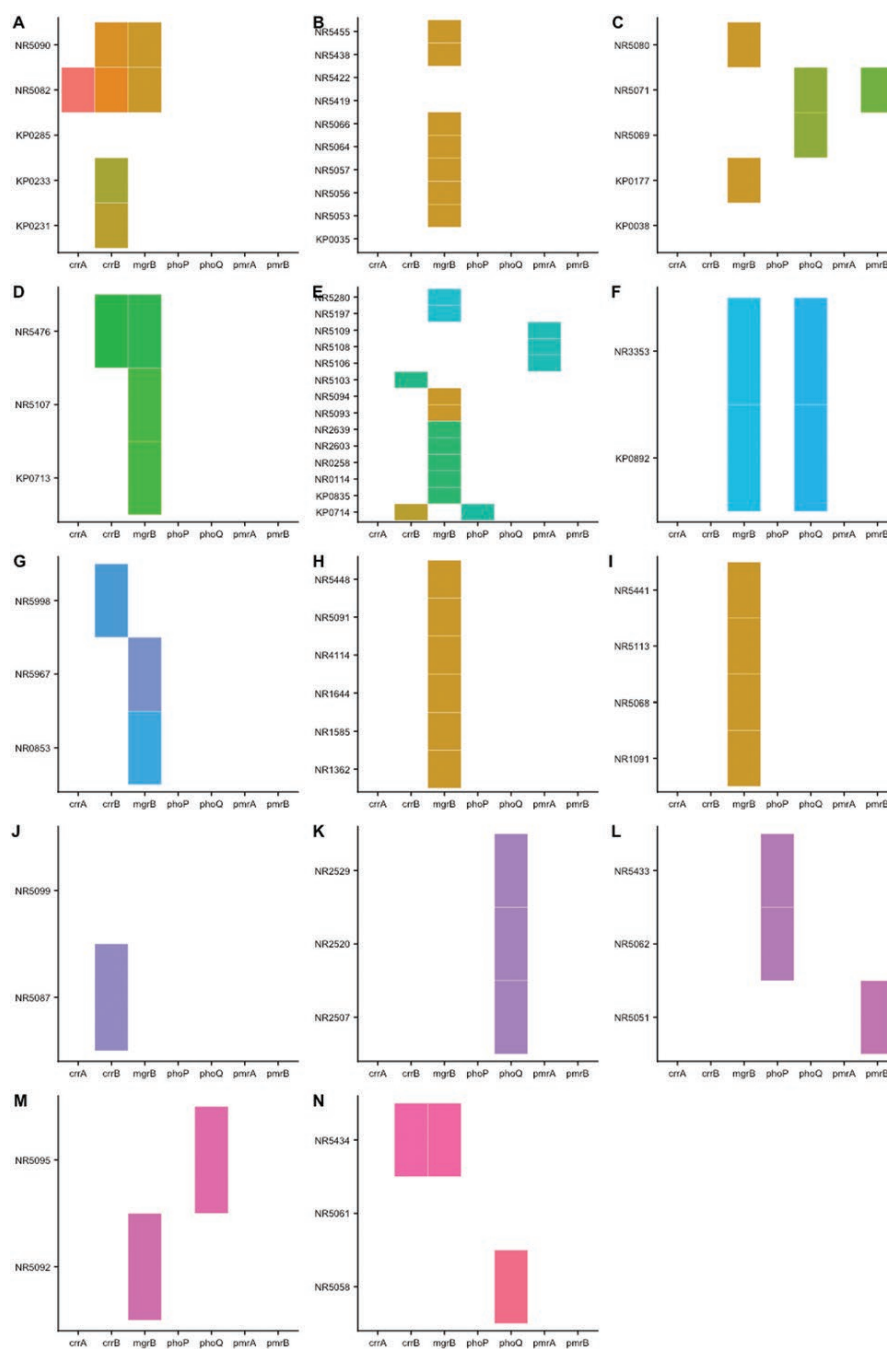 A
NR5090
NR5082
KP0285
KP0233
KP0231
crrA crrB mgrB phoP phoQ pmrA pmrB
B
NR5455
NR5438
NR5422
NR5419
NR5066
NR5064
NR5057
NR5056
NR5053
KP0035
crrA crrB mgrB phoP phoQ pmrA pmrB
C
NR5080
NR5071
NR5069
KP0177
KP0038
crrA crrB mgrB phoP phoQ pmrA pmrB
D
NR5476
NR5107
KP0713
crrA crrB mgrB phoP phoQ pmrA pmrB
E
NR5280
NR5197
NR5109
NR5108
NR5106
NR5103
NR5094
NR5093
NR2639
NR2603
NR0258
NR0114
KP0835
KP0714
crrA crrB mgrB phoP phoQ pmrA pmrB
F
NR3353
KP0892
crrA crrB mgrB phoP phoQ pmrA pmrB
G
NR5998
NR5967
NR0853
crrA crrB mgrB phoP phoQ pmrA pmrB
H
NR5448
NR5091
NR4114
NR1644
NR1585
NR1362
crrA crrB mgrB phoP phoQ pmrA pmrB
I
NR5441
NR5113
NR5068
NR1091
crrA crrB mgrB phoP phoQ pmrA pmrB
J
NR5099
NR5087
crrA crrB mgrB phoP phoQ pmrA pmrB
K
NR2529
NR2520
NR2507
crrA crrB mgrB phoP phoQ pmrA pmrB
L
NR5433
NR5062
NR5051
crrA crrB mgrB phoP phoQ pmrA pmrB
M
NR5095
NR5092
crrA crrB mgrB phoP phoQ pmrA pmrB
N
NR5434
NR5061
NR5058
crrA crrB mgrB phoP phoQ pmrA pmrB